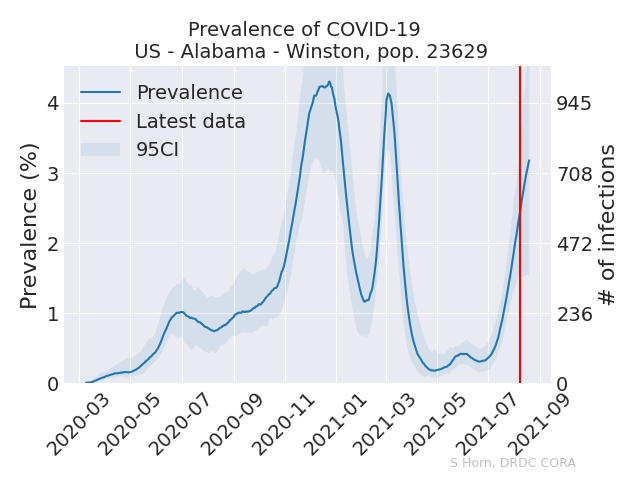 Prevalence of COVID-19
US - Alabama - Winston, pop. 23629
Prevalence
Latest data
95CI
Prevalence (%)
4
3
2
1
0
# of infections
945
708
472
236
0
2020-03
2020-05
2020-07
2020-09
2020-11
2021-01
2021-03
2021-05
2021-07
2021-09
S Horn, DRDC CORA